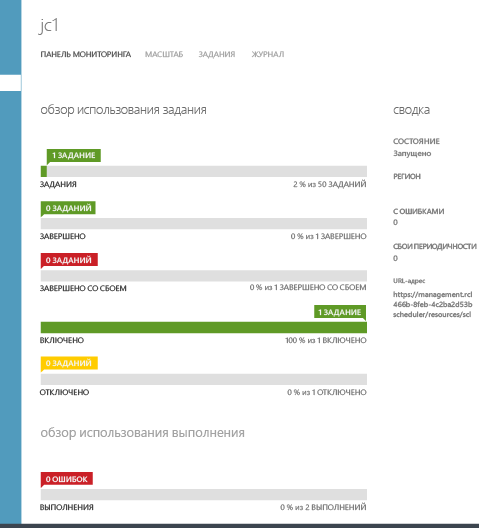 jc1
ПАНЕЛЬ МОНИТОРИНГА МАСШТАБ ЗАДАНИЯ ЖУРНАЛ
обзор использования задания
1 ЗАДАНИЕ
ЗАДАНИЯ 2 % из 50 ЗАДАНИЙ
0 ЗАДАНИЙ
ЗАВЕРШЕНО 0 % из 1 ЗАВЕРШЕНО
0 ЗАДАНИЙ
ЗАВЕРШЕНО СО СБОЕМ 0 % из 1 ЗАВЕРШЕНО СО СБОЕМ
1 ЗАДАНИЕ
ВКЛЮЧЕНО 100 % из 1 ВКЛЮЧЕНО
0 ЗАДАНИЙ
ОТКЛЮЧЕНО 0 % из 1 ОТКЛЮЧЕНО
обзор использования выполнения
0 ОШИБОК
ВЫПОЛНЕНИЯ 0 % из 2 ВЫПОЛНЕНИЙ
сводка
СОСТОЯНИЕ
Запущено
РЕГИОН
С ОШИБКАМИ
0
СБОИ ПЕРИОДИЧНОСТИ
0
URL-адрес
https://management.rcl
466b-8feb-4c2ba2d53b
scheduler/resources/scl